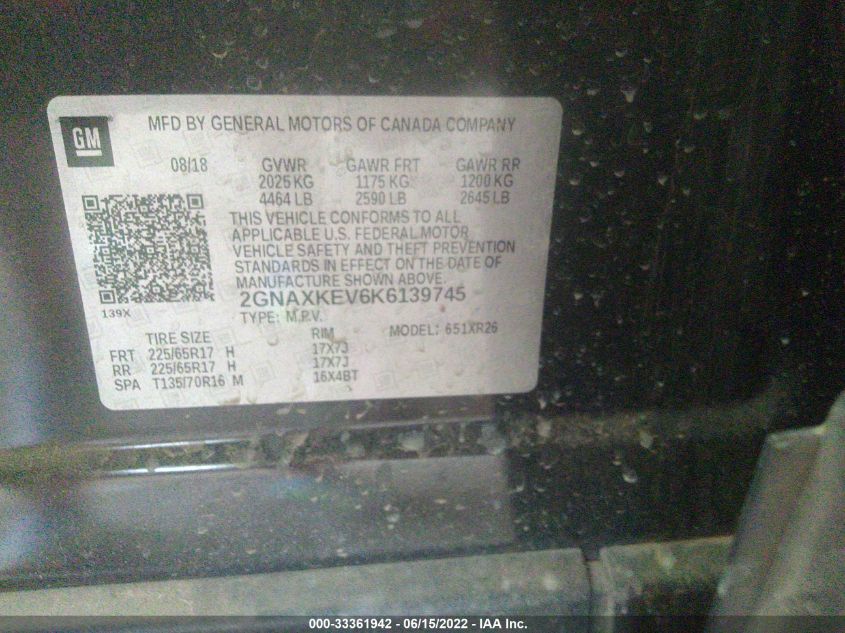 GM
MFD BY GENERAL MOTORS OF CANADA COMPANY
08/18 GVWR GAWR FRT GAWR RR
2025 KG 1175 KG 1200 KG
4464 LB 2590 LB 2645 LB
THIS VEHICLE CONFORMS TO ALL
APPLICABLE U.S. FEDERAL MOTOR
VEHICLE SAFETY AND THEFT PREVENTION
STANDARDS IN EFFECT ON THE DATE OF
MANUFACTURE SHOWN ABOVE.
2GNAXKEV6K6139745
139X TYPE: M.P.V. MODEL: 651XR26
TIRE SIZE RIM
FRT 225/65R17 H 17X7J
RR 225/65R17 H 17X7J
SPA T135/70R16 M 16X4BT
000-33361942 - 06/15/2022 - IAA Inc.